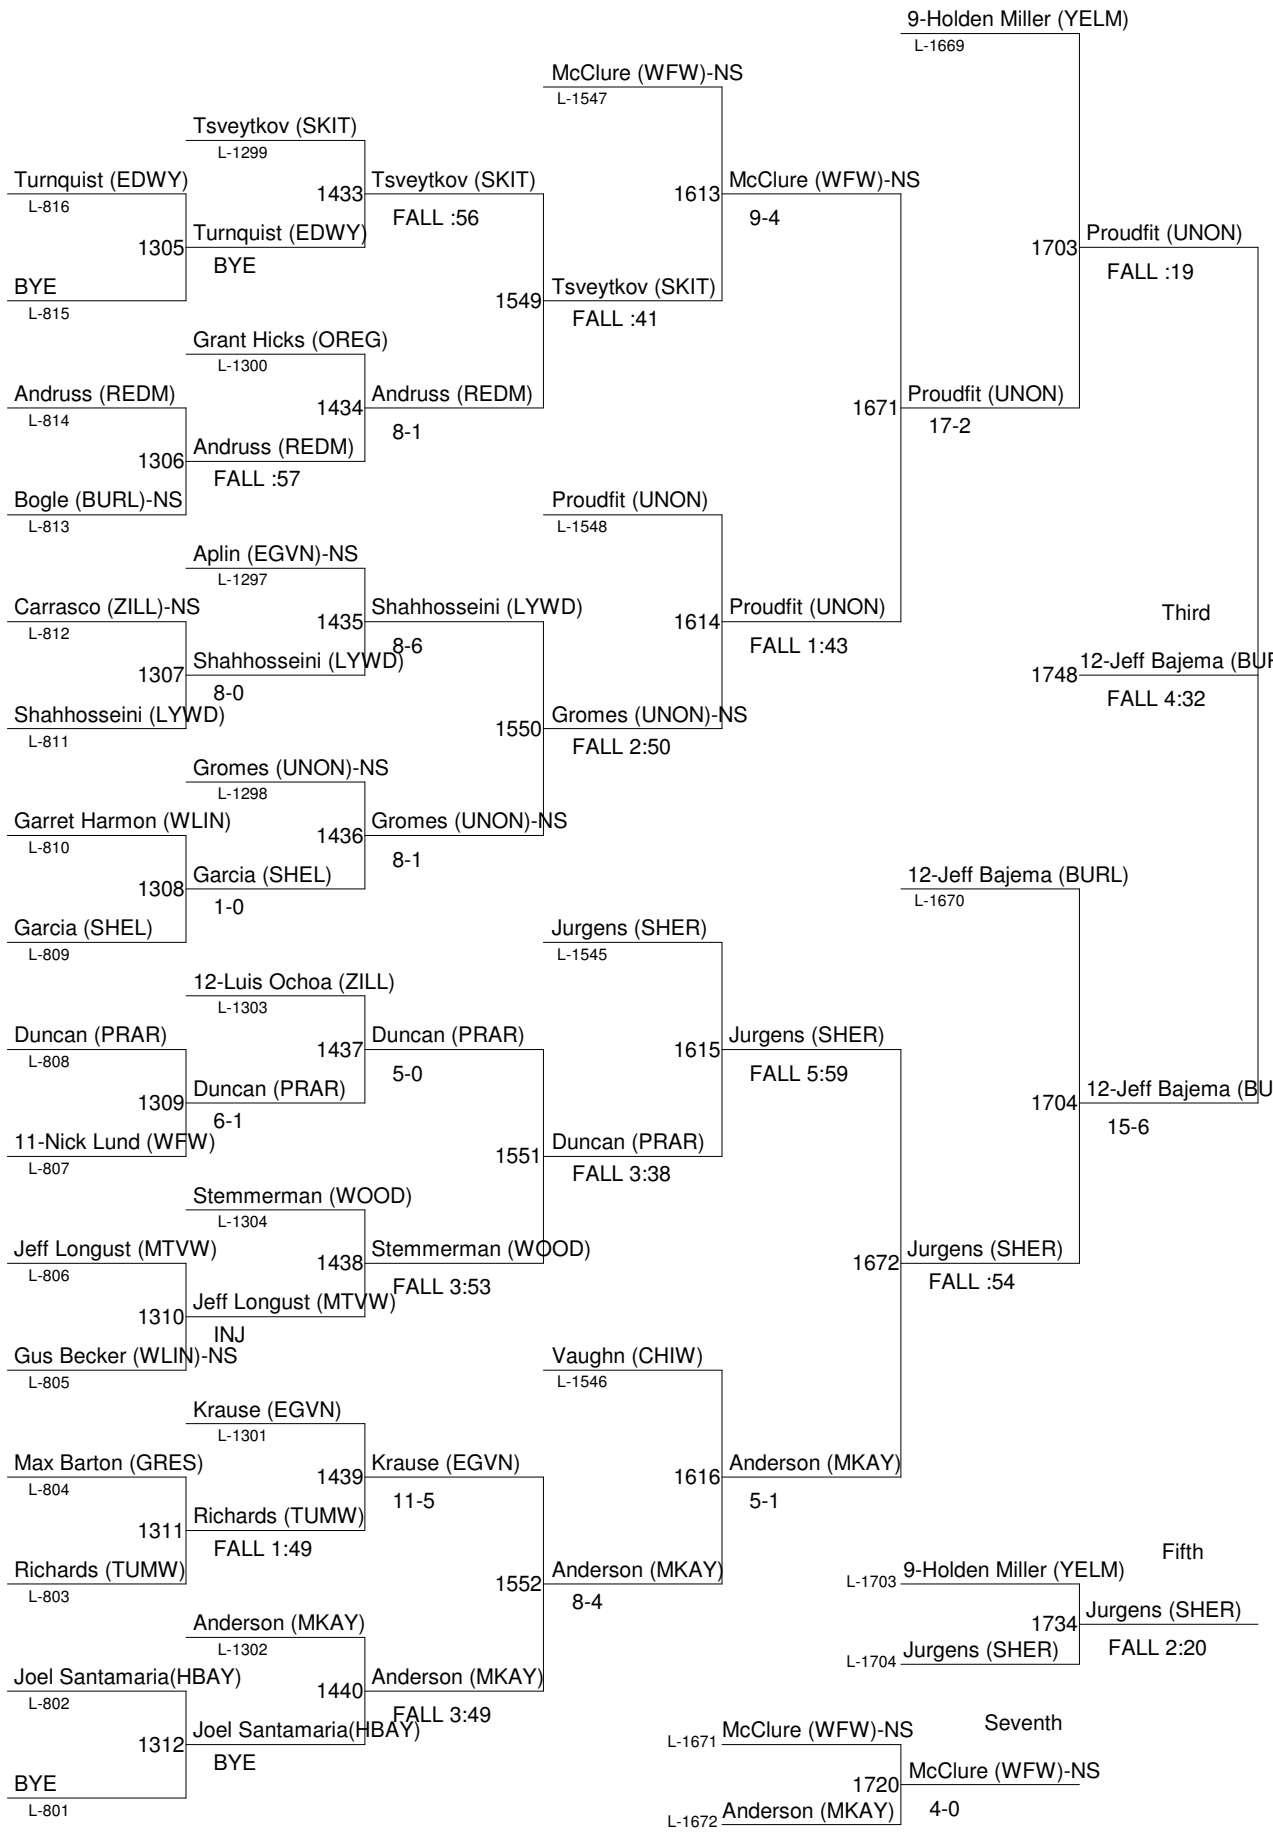 9-Holden Miller (YELM)
L-1669
McClure (WFW)-NS
L-1547
Tsveytkov (SKIT)
L-1299
Turnquist (EDWY)
L-816
1433
Tsveytkov (SKIT)
FALL :56
1613
McClure (WFW)-NS
9-4
1305
Turnquist (EDWY)
BYE
1703
Proudfit (UNON)
FALL :19
BYE
L-815
1549
Tsveytkov (SKIT)
FALL :41
Grant Hicks (OREG)
L-1300
Andruss (REDM)
L-814
1434
Andruss (REDM)
8-1
1671
Proudfit (UNON)
17-2
1306
Andruss (REDM)
FALL :57
Bogle (BURL)-NS
L-813
Proudfit (UNON)
L-1548
Aplin (EGVN)-NS
L-1297
Carrasco (ZILL)-NS
L-812
1435
Shahhosseini (LYWD)
8-6
1614
Proudfit (UNON)
FALL 1:43
Third
1307
Shahhosseini (LYWD)
8-0
1748
12-Jeff Bajema (BUR
FALL 4:32
Shahhosseini (LYWD)
L-811
1550
Gromes (UNON)-NS
FALL 2:50
Gromes (UNON)-NS
L-1298
Garret Harmon (WLIN)
L-810
1436
Gromes (UNON)-NS
8-1
1308
Garcia (SHEL)
1-0
12-Jeff Bajema (BURL)
L-1670
Garcia (SHEL)
L-809
Jurgens (SHER)
L-1545
12-Luis Ochoa (ZILL)
L-1303
Duncan (PRAR)
L-808
1437
Duncan (PRAR)
5-0
1615
Jurgens (SHER)
FALL 5:59
1309
Duncan (PRAR)
6-1
1704
12-Jeff Bajema (BU
15-6
11-Nick Lund (WFW)
L-807
1551
Duncan (PRAR)
FALL 3:38
Stemmerman (WOOD)
L-1304
Jeff Longust (MTVW)
L-806
1438
Stemmerman (WOOD)
FALL 3:53
1672
Jurgens (SHER)
FALL :54
1310
Jeff Longust (MTVW)
INJ
Gus Becker (WLIN)-NS
L-805
Vaughn (CHIW)
L-1546
Krause (EGVN)
L-1301
Max Barton (GRES)
L-804
1439
Krause (EGVN)
11-5
1616
Anderson (MKAY)
5-1
1311
Richards (TUMW)
FALL 1:49
Fifth
Richards (TUMW)
L-803
1552
Anderson (MKAY)
8-4
L-1703
9-Holden Miller (YELM)
1734
Jurgens (SHER)
FALL 2:20
Anderson (MKAY)
L-1302
L-1704
Jurgens (SHER)
Joel Santamaria(HBAY)
L-802
1440
Anderson (MKAY)
FALL 3:49
1312
Joel Santamaria(HBAY)
BYE
L-1671
McClure (WFW)-NS
Seventh
BYE
L-801
1720
McClure (WFW)-NS
4-0
L-1672
Anderson (MKAY)